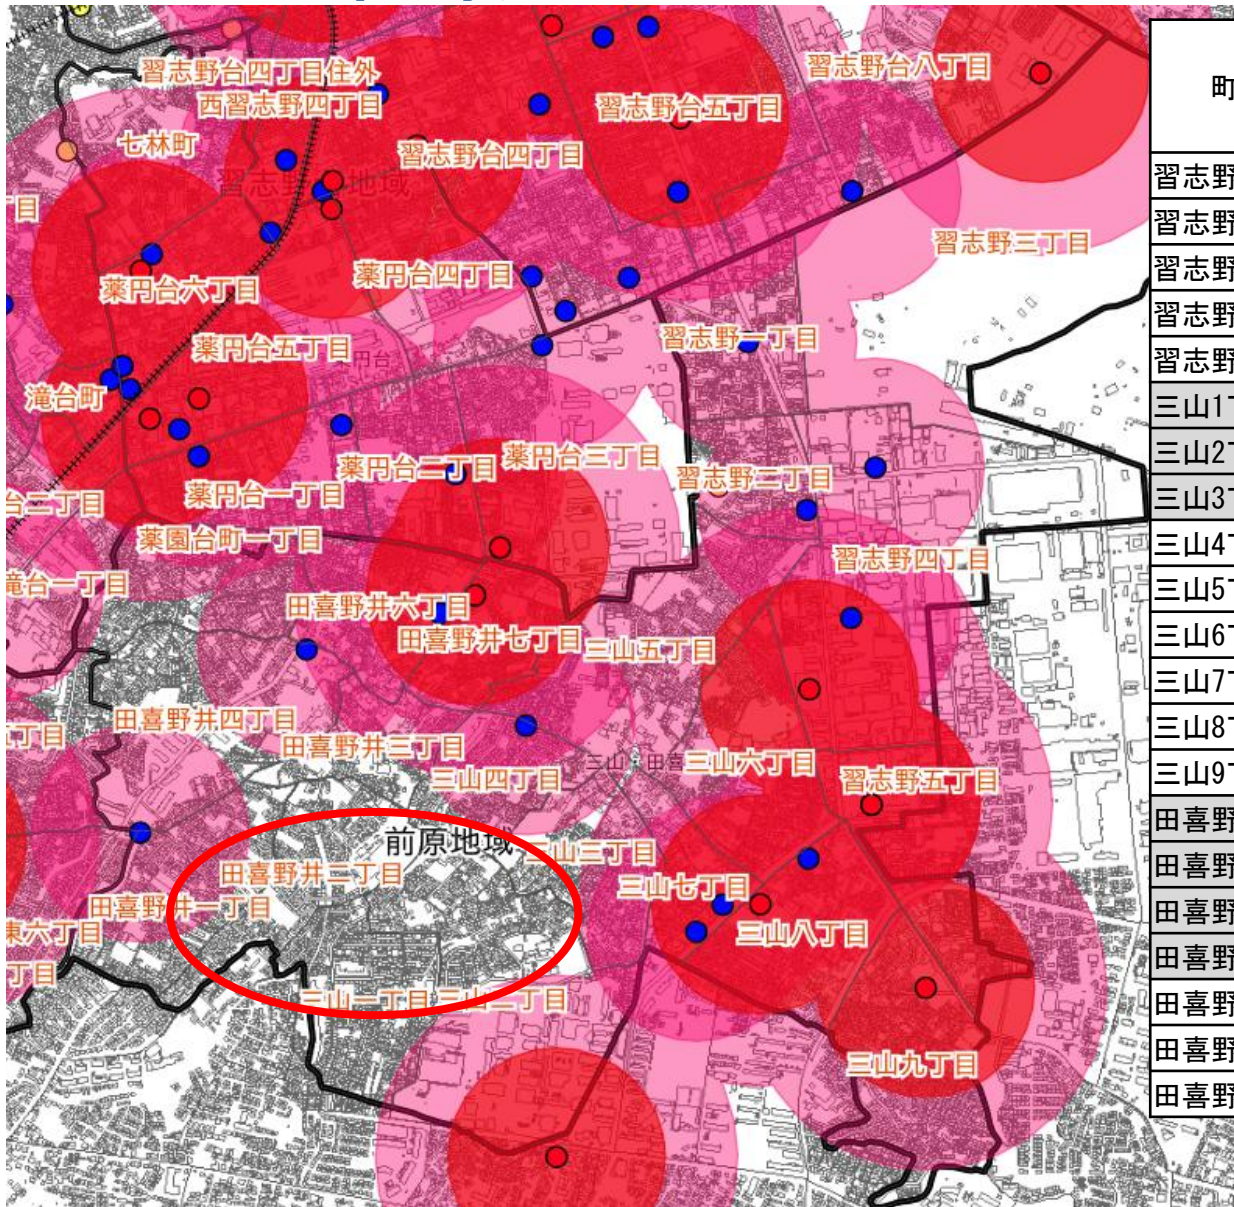 習志野台四丁目住外
西習志野四丁目
七林町
習志野台四丁目
習志野台五丁目
習志野台八丁目
丁目
習志野三丁目
薬円台六丁目
薬円台四丁目
薬円台五丁目
習志野一丁目
滝台町
薬円台二丁目
薬円台三丁目
習志野二丁目
台二丁目
薬円台一丁目
薬園台町一丁目
習志野四丁目
滝台一丁目
田喜野井六丁目
田喜野井七丁目
三山五丁目
田喜野井四丁目
丁目
田喜野井三丁目
三山四丁目
三山六丁目
習志野五丁目
前原地域
三山三丁目
田喜野井二丁目
三山七丁目
田喜野井一丁目
東六丁目
三山八丁目
丁目
三山一丁目
三山二丁目
三山九丁目
町
習志野
習志野
習志野
習志野
習志野
三山1丁
三山2丁
三山3丁
三山4丁
三山5丁
三山6丁
三山7丁
三山8丁
三山9丁
田喜野
田喜野
田喜野
田喜野
田喜野
田喜野
田喜野